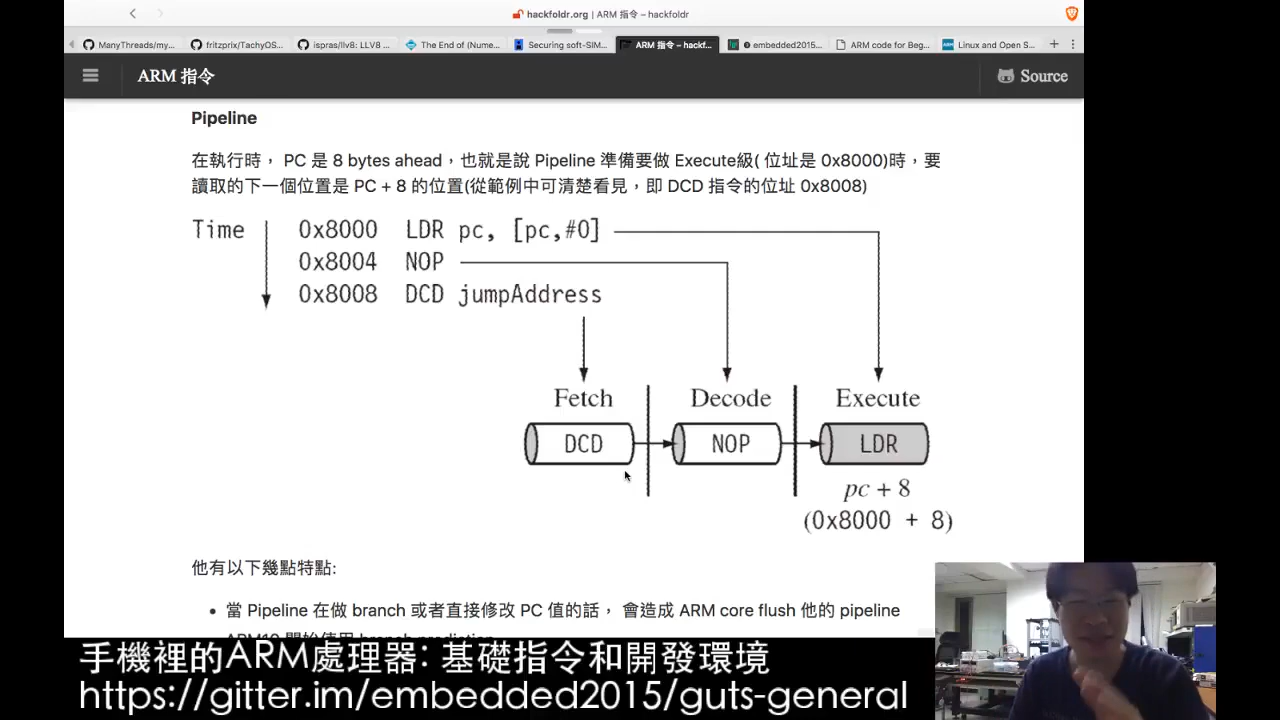 hackfoldr.org | ARM 指令 – hackfoldr
ManyThreads/my...
fritzprix/TachyOS...
ispras/llv8: LLV8 ...
The End of (Nume...
Securing soft-SIM...
ARM 指令 – hackf...
embedded2015...
ARM code for Beg...
Linux and Open S...
ARM 指令
Source
Pipeline
在執行時， PC 是 8 bytes ahead，也就是說 Pipeline 準備要做 Execute級( 位址是 0x8000)時，要
讀取的下一個位置是 PC + 8 的位置(從範例中可清楚看見，即 DCD 指令的位址 0x8008)
Time 0x8000 LDR pc, [pc,#0]
0x8004 NOP
0x8008 DCD jumpAddress
Fetch Decode Execute
DCD NOP LDR
pc + 8
(0x8000 + 8)
他有以下幾點特點:
• 當 Pipeline 在做 branch 或者直接修改 PC 值的話， 會造成 ARM core flush 他的 pipeline
ARM10 開始使用 branch prediction
手機裡的ARM處理器: 基礎指令和開發環境
https://gitter.im/embedded2015/guts-general